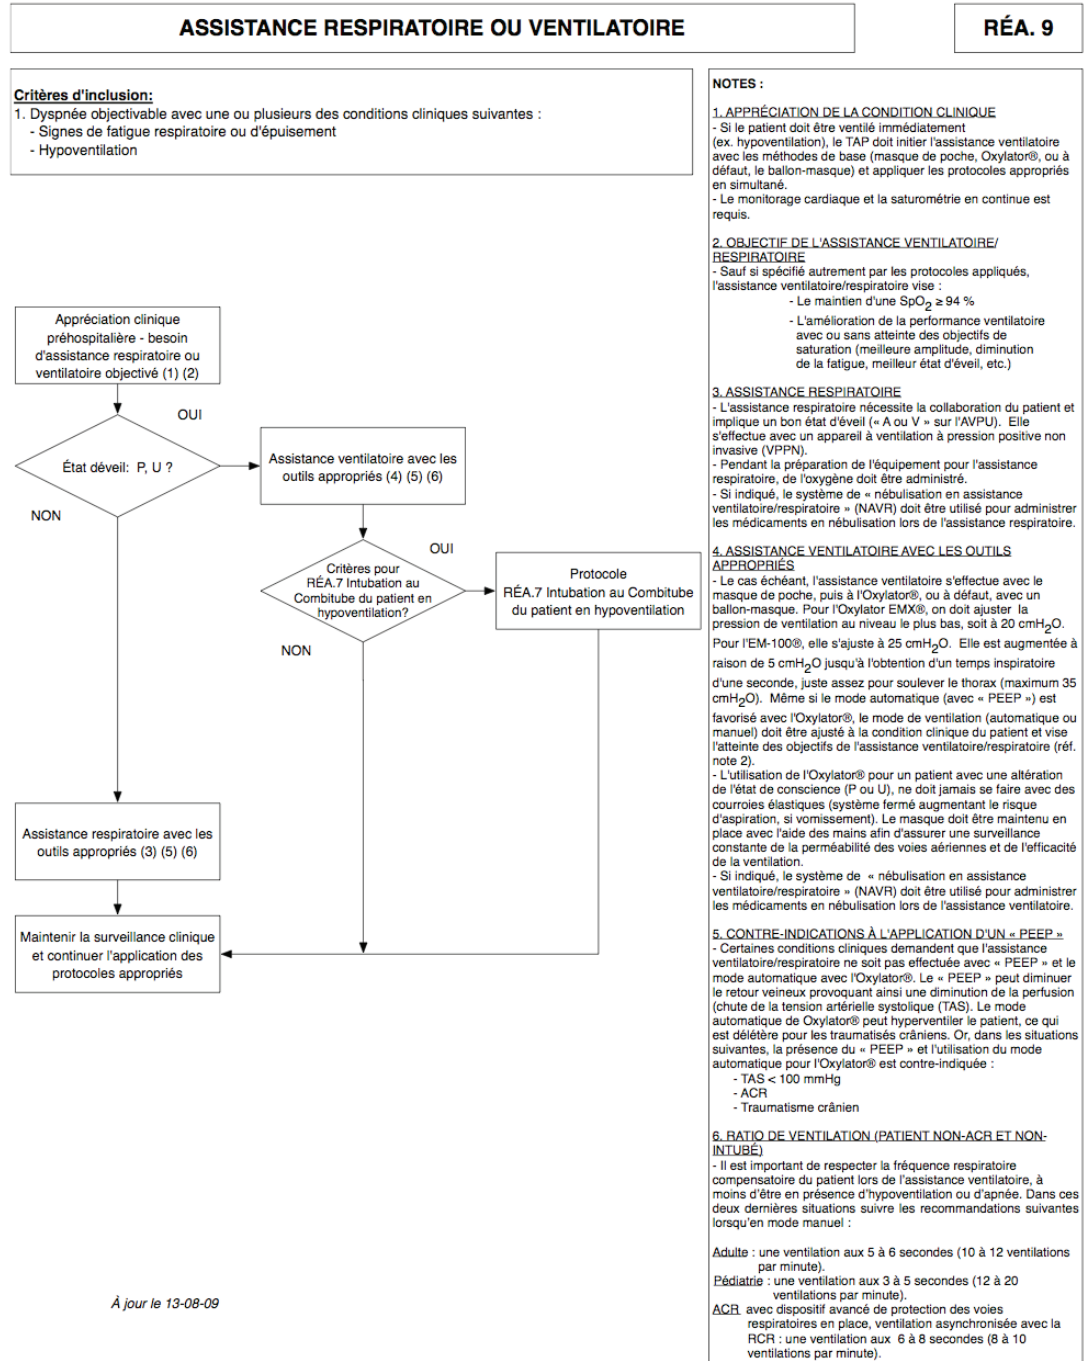 ASSISTANCE RESPIRATOIRE OU VENTILATOIRE
RÉA. 9
Critères d'inclusion:
1. Dyspnée objectivable avec une ou plusieurs des conditions cliniques suivantes :
- Signes de fatigue respiratoire ou d'épuisement
- Hypoventilation
Appréciation clinique
préhospitalière - besoin
d'assistance respiratoire ou
ventilatoire objectivé (1) (2)
OUI
État déveil:  P, U ?
NON
Assistance ventilatoire avec les
outils appropriés (4) (5) (6)
OUI
Critères pour
RÉA.7 Intubation au
Combitube du patient en
hypoventilation?
NON
Protocole
RÉA.7 Intubation au Combitube
du patient en hypoventilation
Assistance respiratoire avec les
outils appropriés (3) (5) (6)
Maintenir la surveillance clinique
et continuer l'application des
protocoles appropriés
À jour le 13-08-09
NOTES :
1. APPRÉCIATION DE LA CONDITION CLINIQUE
- Si le patient doit être ventilé immédiatement
(ex. hypoventilation), le TAP doit initier l'assistance ventilatoire
avec les méthodes de base (masque de poche, Oxylator®, ou à
défaut, le ballon-masque) et appliquer les protocoles appropriés
en simultané.
- Le monitorage cardiaque et la saturométrie en continue est
requis.
2. OBJECTIF DE L'ASSISTANCE VENTILATOIRE/
RESPIRATOIRE
- Sauf si spécifié autrement par les protocoles appliqués,
l'assistance ventilatoire/respiratoire vise :
- Le maintien d'une SpO2 ≥ 94 %
- L'amélioration de la performance ventilatoire
avec ou sans atteinte des objectifs de
saturation (meilleure amplitude, diminution
de la fatigue, meilleur état d'éveil, etc.)
3. ASSISTANCE RESPIRATOIRE
- L'assistance respiratoire nécessite la collaboration du patient et
implique un bon état d'éveil (« A ou V » sur l'AVPU).  Elle
s'effectue avec un appareil à ventilation à pression positive non
invasive (VPPN).
- Pendant la préparation de l'équipement pour l'assistance
respiratoire, de l'oxygène doit être administré.
- Si indiqué, le système de « nébulisation en assistance
ventilatoire/respiratoire » (NAVR) doit être utilisé pour administrer
les médicaments en nébulisation lors de l'assistance respiratoire.
4. ASSISTANCE VENTILATOIRE AVEC LES OUTILS
APPROPRIÉS
- Le cas échéant, l'assistance ventilatoire s'effectue avec le
masque de poche, puis à l'Oxylator®, ou à défaut, avec un
ballon-masque. Pour l'Oxylator EMX®, on doit ajuster  la
pression de ventilation au niveau le plus bas, soit à 20 cmH2O.
Pour l'EM-100®, elle s'ajuste à 25 cmH2O.  Elle est augmentée à
raison de 5 cmH2O jusqu'à l'obtention d'un temps inspiratoire
d'une seconde, juste assez pour soulever le thorax (maximum 35
cmH2O).  Même si le mode automatique (avec « PEEP ») est
favorisé avec l'Oxylator®, le mode de ventilation (automatique ou
manuel) doit être ajusté à la condition clinique du patient et vise
l'atteinte des objectifs de l'assistance ventilatoire/respiratoire (réf.
note 2).
- L'utilisation de l'Oxylator® pour un patient avec une altération
de l'état de conscience (P ou U), ne doit jamais se faire avec des
courroies élastiques (système fermé augmentant le risque
d'aspiration, si vomissement). Le masque doit être maintenu en
place avec l'aide des mains afin d'assurer une surveillance
constante de la perméabilité des voies aériennes et de l'efficacité
de la ventilation.
- Si indiqué, le système de  « nébulisation en assistance
ventilatoire/respiratoire » (NAVR) doit être utilisé pour administrer
les médicaments en nébulisation lors de l'assistance ventilatoire.
5. CONTRE-INDICATIONS À L'APPLICATION D'UN « PEEP »
- Certaines conditions cliniques demandent que l'assistance
ventilatoire/respiratoire ne soit pas effectuée avec « PEEP » et le
mode automatique avec l'Oxylator®. Le « PEEP » peut diminuer
le retour veineux provoquant ainsi une diminution de la perfusion
(chute de la tension artérielle systolique (TAS). Le mode
automatique de Oxylator® peut hyperventiler le patient, ce qui
est délétère pour les traumatisés crâniens. Or, dans les situations
suivantes, la présence du « PEEP » et l'utilisation du mode
automatique pour l'Oxylator® est contre-indiquée :
- TAS < 100 mmHg
- ACR
- Traumatisme crânien
6. RATIO DE VENTILATION (PATIENT NON-ACR ET NON-
INTUBÉ)
- Il est important de respecter la fréquence respiratoire
compensatoire du patient lors de l'assistance ventilatoire, à
moins d'être en présence d'hypoventilation ou d'apnée. Dans ces
deux dernières situations suivre les recommandations suivantes
lorsqu'en mode manuel :
Adulte : une ventilation aux 5 à 6 secondes (10 à 12 ventilations
par minute).
Pédiatrie : une ventilation aux 3 à 5 secondes (12 à 20
ventilations par minute).
ACR  avec dispositif avancé de protection des voies
respiratoires en place, ventilation asynchronisée avec la
RCR : une ventilation aux  6 à 8 secondes (8 à 10
ventilations par minute).